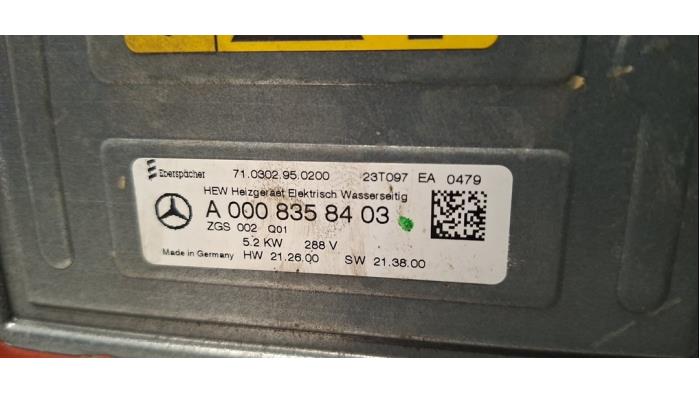 Eberspächer 71.0302.95.0200 23T097 EA 0479
HEW Heizgeraet Elektrisch Wasserseitig
A 000 835 84 03
ZGS 002 Q01
5.2 KW 288 V
Made in Germany HW 21.26.00 SW 21.38.00